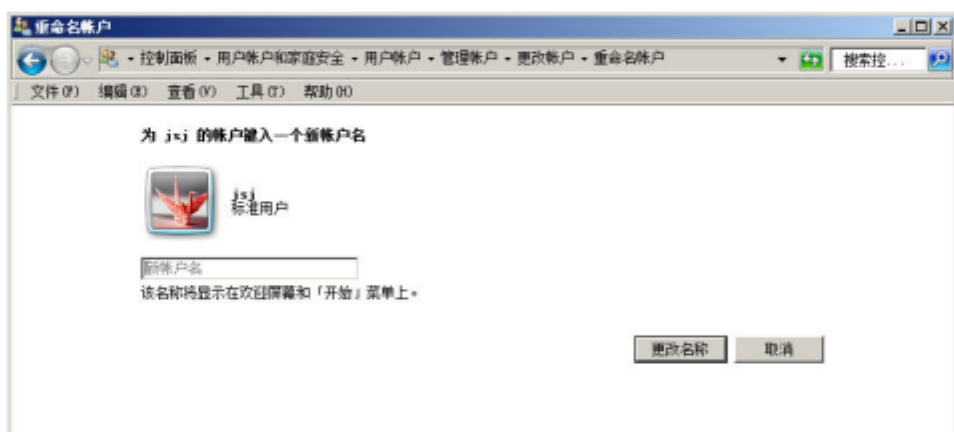 重命名帐户
控制面板 ▸ 用户帐户和家庭安全 ▸ 用户帐户 ▸ 管理帐户 ▸ 更改帐户 ▸ 重命名帐户
搜索控...
文件(F) 编辑(E) 查看(V) 工具(T) 帮助(H)
为 jsj 的帐户键入一个新帐户名
jsj
标准用户
新帐户名
该名称将显示在欢迎屏幕和「开始」菜单上。
更改名称 取消